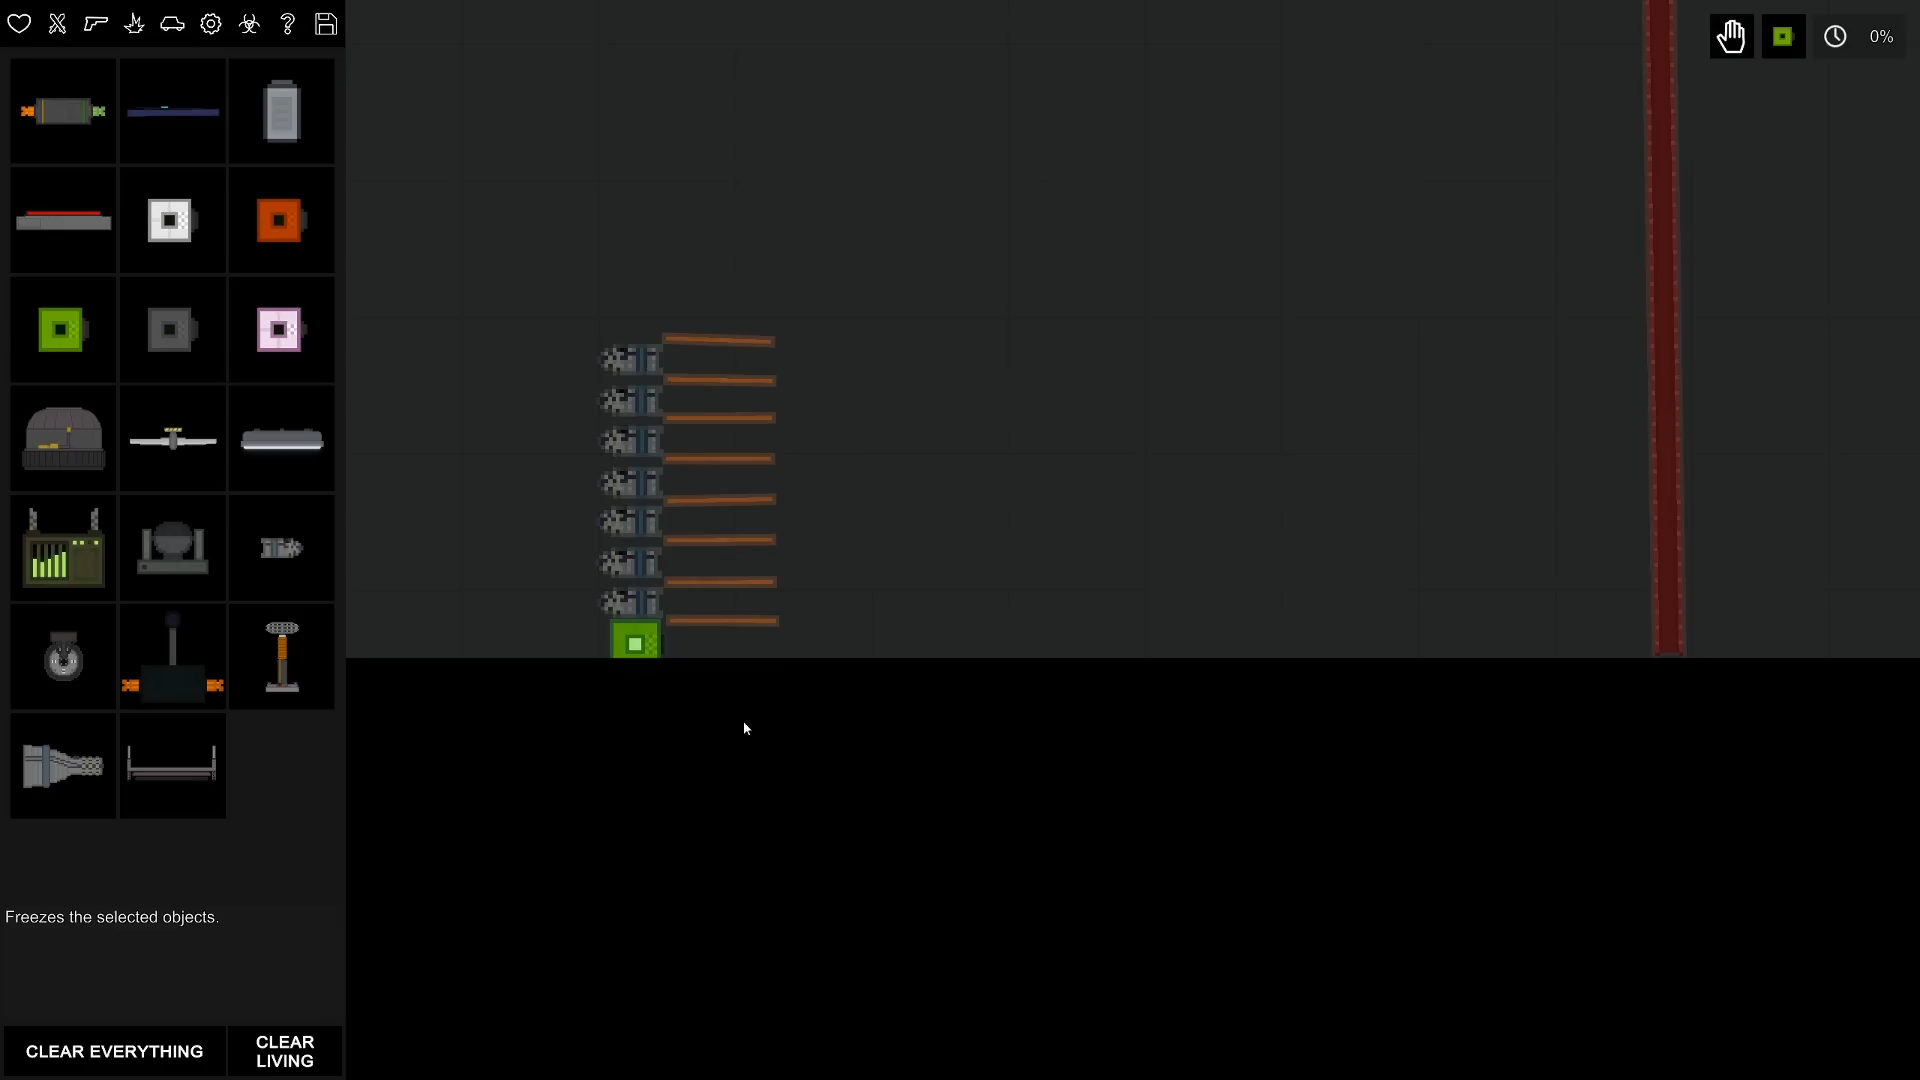 0%
Freezes the selected objects.
CLEAR EVERYTHING
CLEAR
LIVING